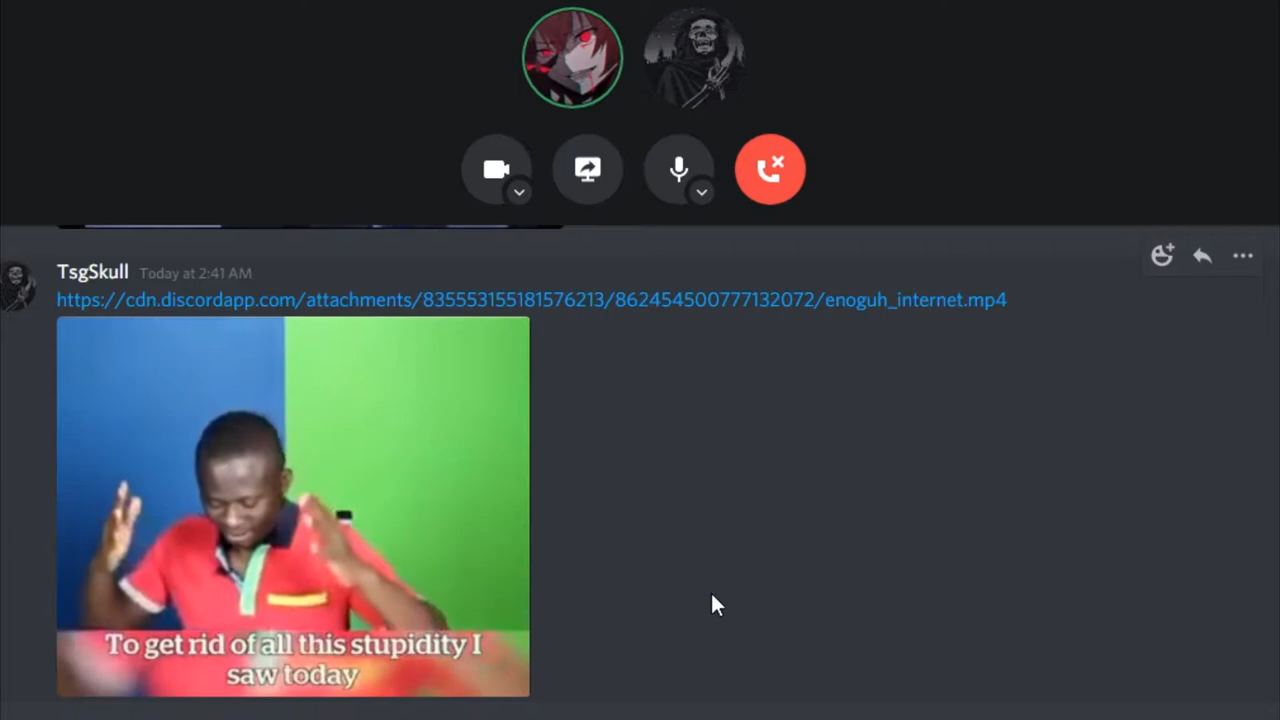 TsgSkull Today at 2:41 AM
https://cdn.discordapp.com/attachments/835553155181576213/862454500777132072/enoguh_internet.mp4
To get rid of all this stupidity I
saw today